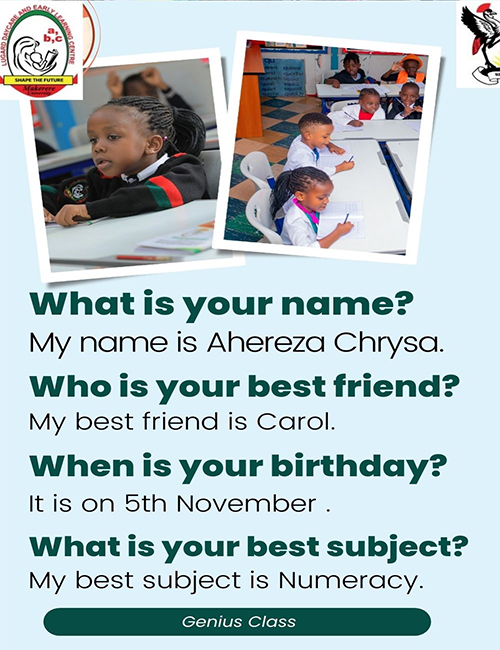 LUGARD DAYCARE AND EARLY LEARNING CENTRE
a,
b,c
SHAPE THE FUTURE
Makerere
What is your name?
My name is Ahereza Chrysa.
Who is your best friend?
My best friend is Carol.
When is your birthday?
It is on 5th November .
What is your best subject?
My best subject is Numeracy.
Genius Class